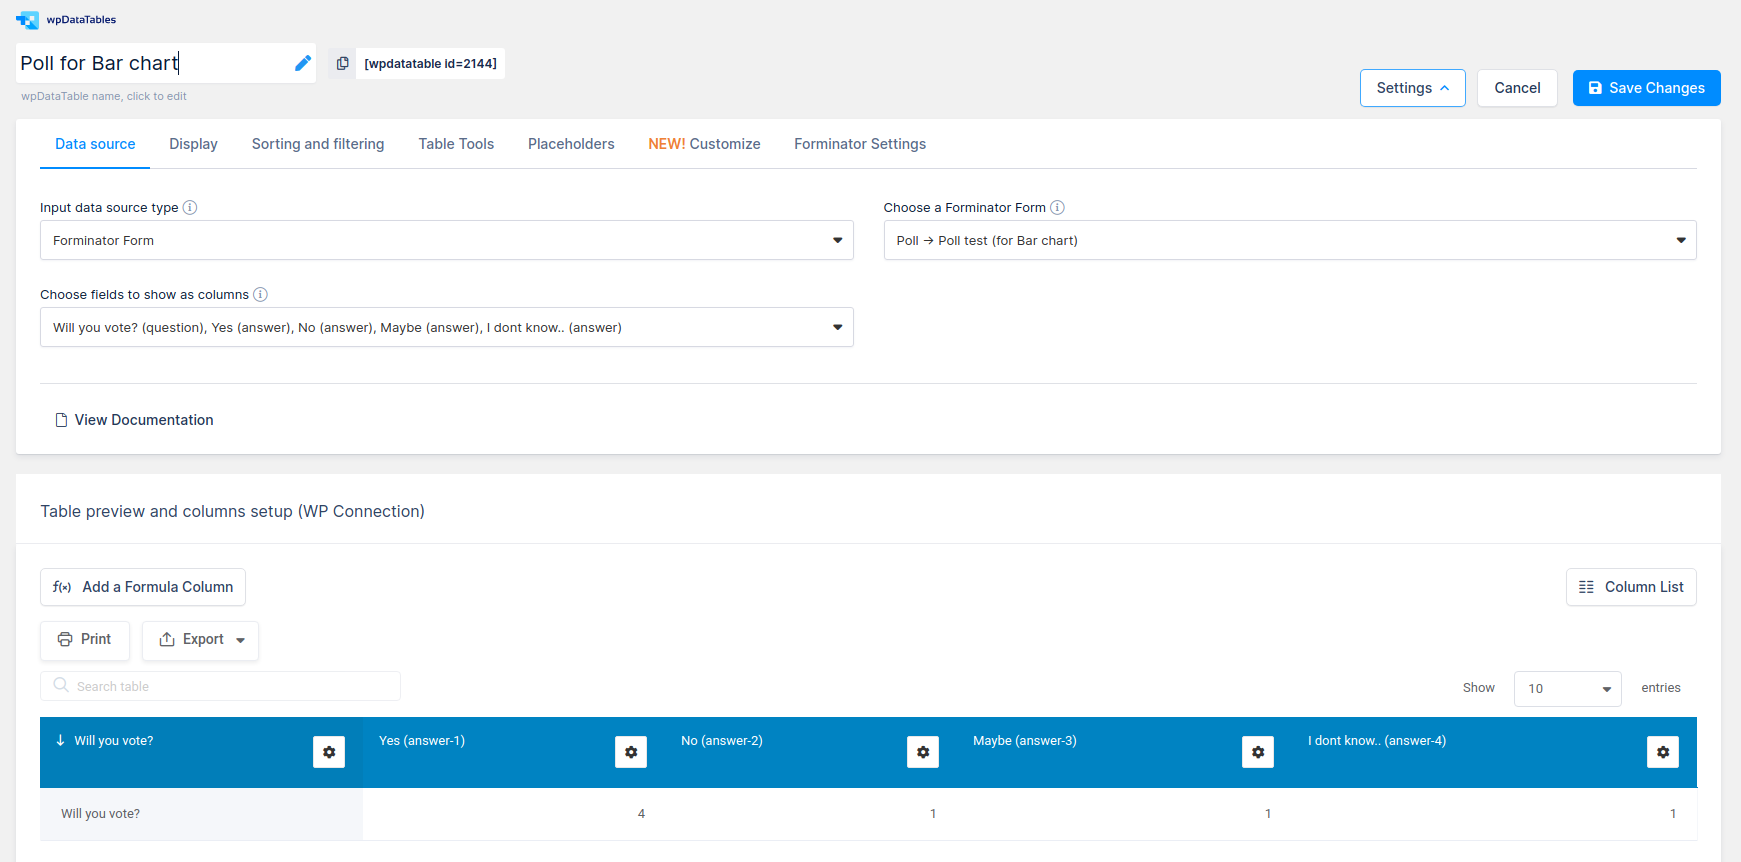 wpDataTables
Poll for Bar chart
[wpdatatable id=2144]
wpDataTable name, click to edit
Settings
Cancel
Save Changes
Data source
Display
Sorting and filtering
Table Tools
Placeholders
NEW! Customize
Forminator Settings
Input data source type
Choose a Forminator Form
Forminator Form
Poll → Poll test (for Bar chart)
Choose fields to show as columns
Will you vote? (question), Yes (answer), No (answer), Maybe (answer), I dont know.. (answer)
View Documentation
Table preview and columns setup (WP Connection)
f(x) Add a Formula Column
Column List
Print
Export
Search table
Show 10 entries
↓ Will you vote?
Yes (answer-1)
No (answer-2)
Maybe (answer-3)
I dont know.. (answer-4)
Will you vote?
4
1
1
1